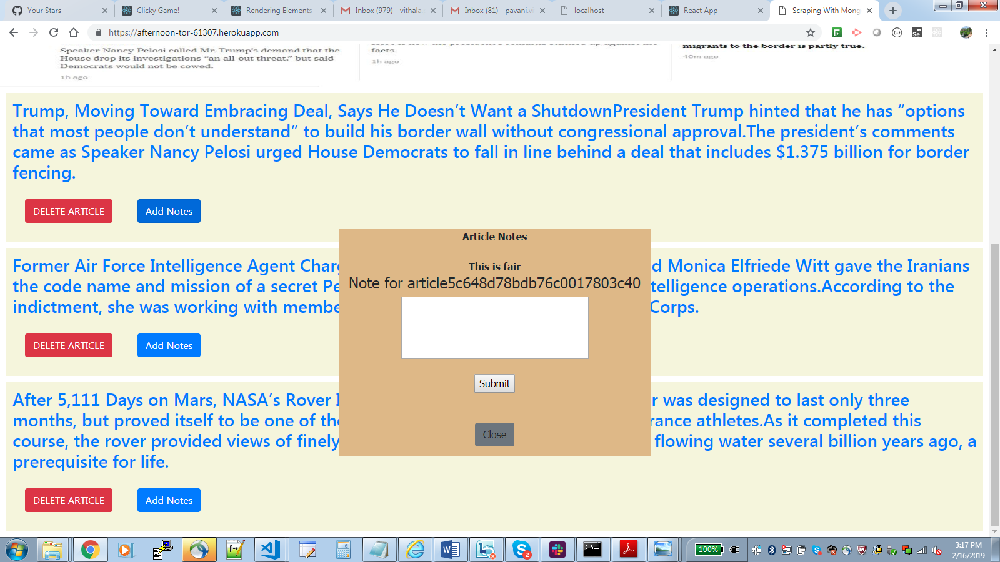 Your Stars
Clicky Game!
Rendering Elements
Inbox (979) - vithala.
Inbox (81) - pavani.v
localhost
React App
Scraping With Mong
https://afternoon-tor-61307.herokuapp.com
Speaker Nancy Pelosi called Mr. Trump's demand that the
House drop its investigations “an all-out threat,” but said
Democrats would not be cowed.
1h ago
facts.
1h ago
migrants to the border is partly true.
40m ago
Trump, Moving Toward Embracing Deal, Says He Doesn’t Want a ShutdownPresident Trump hinted that he has “options
that most people don’t understand” to build his border wall without congressional approval.The president’s comments
came as Speaker Nancy Pelosi urged House Democrats to fall in line behind a deal that includes $1.375 billion for border
fencing.
DELETE ARTICLE
Add Notes
Article Notes
This is fair
Note for article5c648d78bdb76c0017803c40
Submit
Close
Former Air Force Intelligence Agent Charg d Monica Elfriede Witt gave the Iranians
the code name and mission of a secret Pe telligence operations.According to the
indictment, she was working with membe Corps.
DELETE ARTICLE
Add Notes
After 5,111 Days on Mars, NASA’s Rover r was designed to last only three
months, but proved itself to be one of the rance athletes.As it completed this
course, the rover provided views of finely flowing water several billion years ago, a
prerequisite for life.
DELETE ARTICLE
Add Notes
100%
3:17 PM
2/16/2019